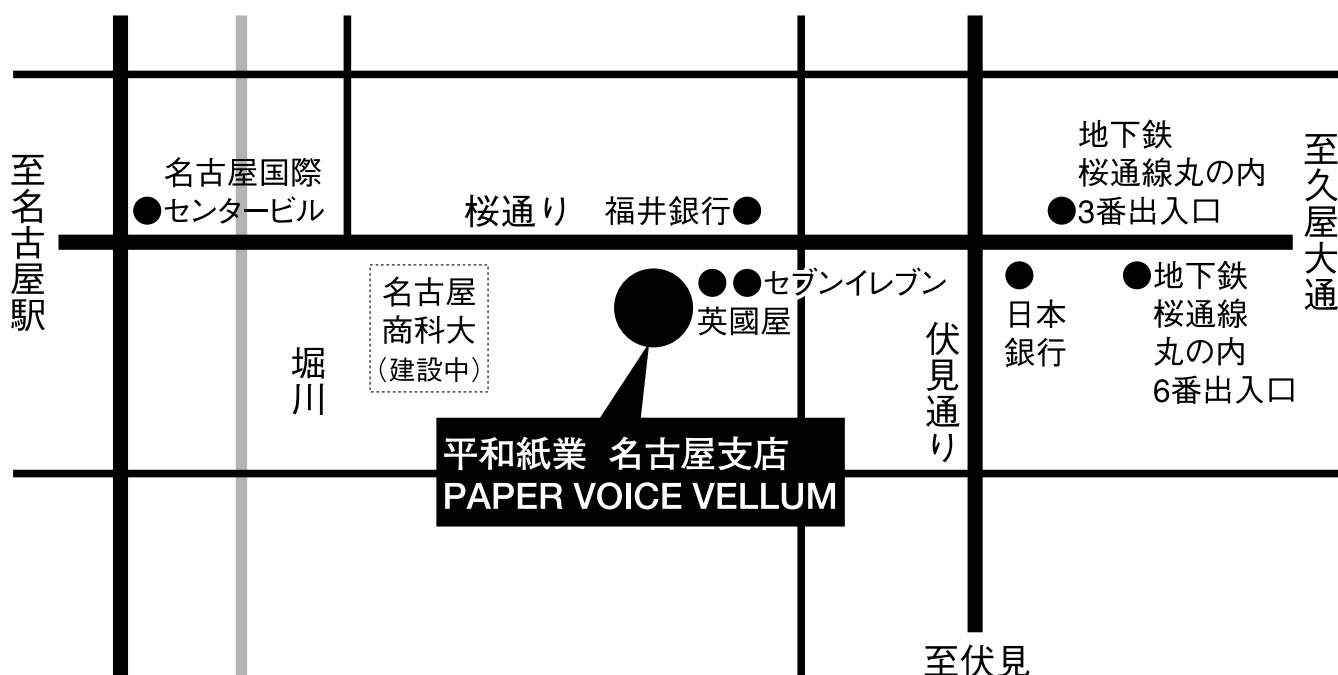 至名古屋駅
名古屋国際
センタービル
桜通り
福井銀行
地下鉄
桜通線丸の内
3番出入口
至久屋大通
名古屋
商科大
（建設中）
堀川
セブンイレブン
英國屋
伏見通り
日本
銀行
地下鉄
桜通線
丸の内
6番出入口
平和紙業 名古屋支店
PAPER VOICE VELLUM
至伏見